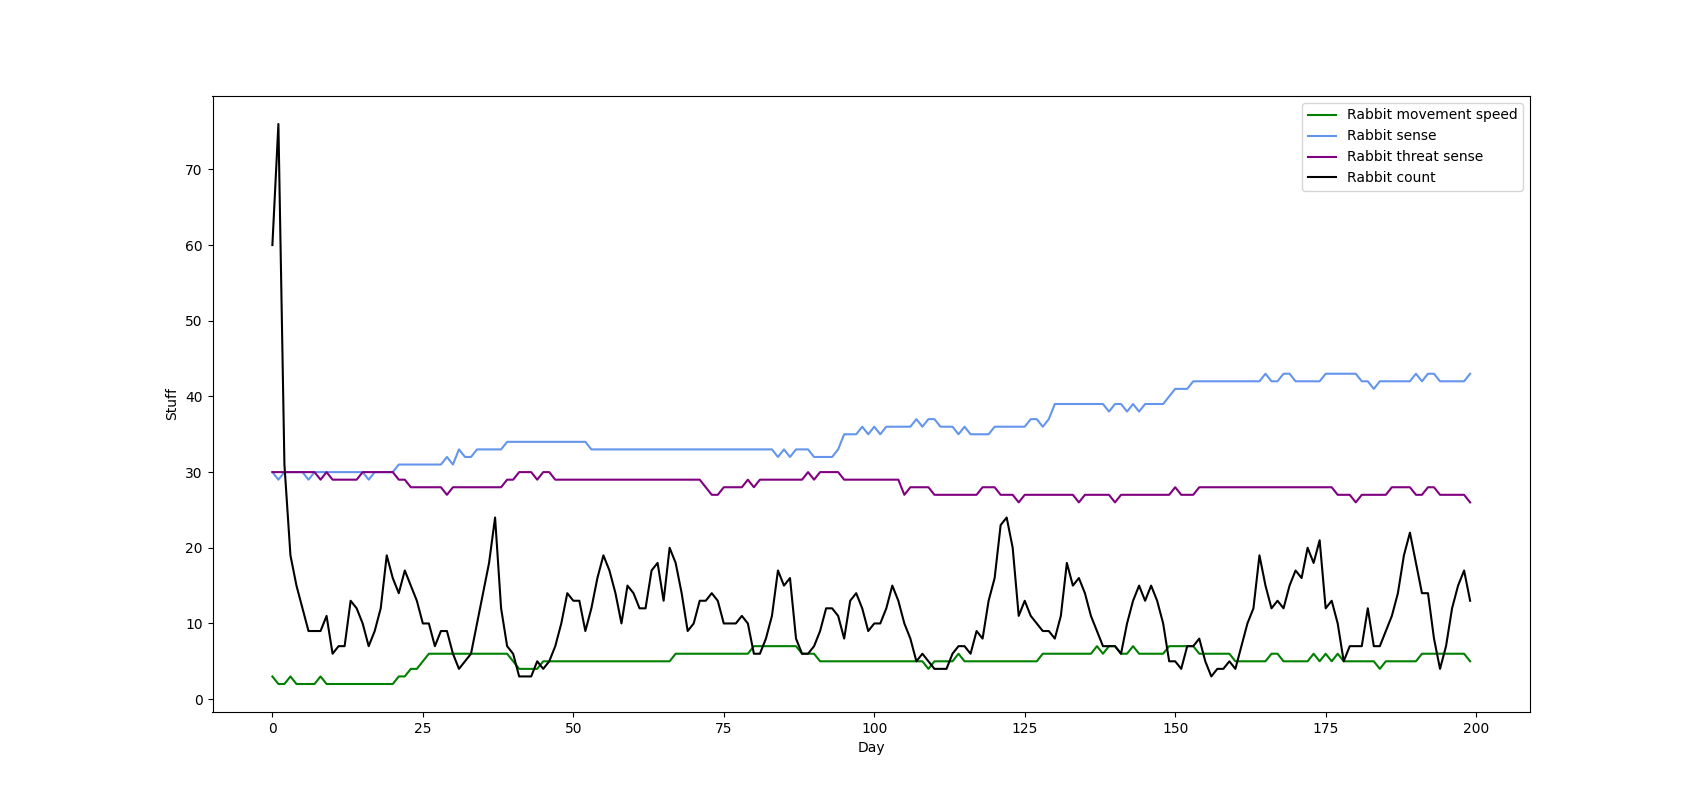 Rabbit movement speed
Rabbit sense
Rabbit threat sense
Rabbit count
70
60
50
40
30
20
10
0
Stuff
0 25 50 75 100 125 150 175 200
Day